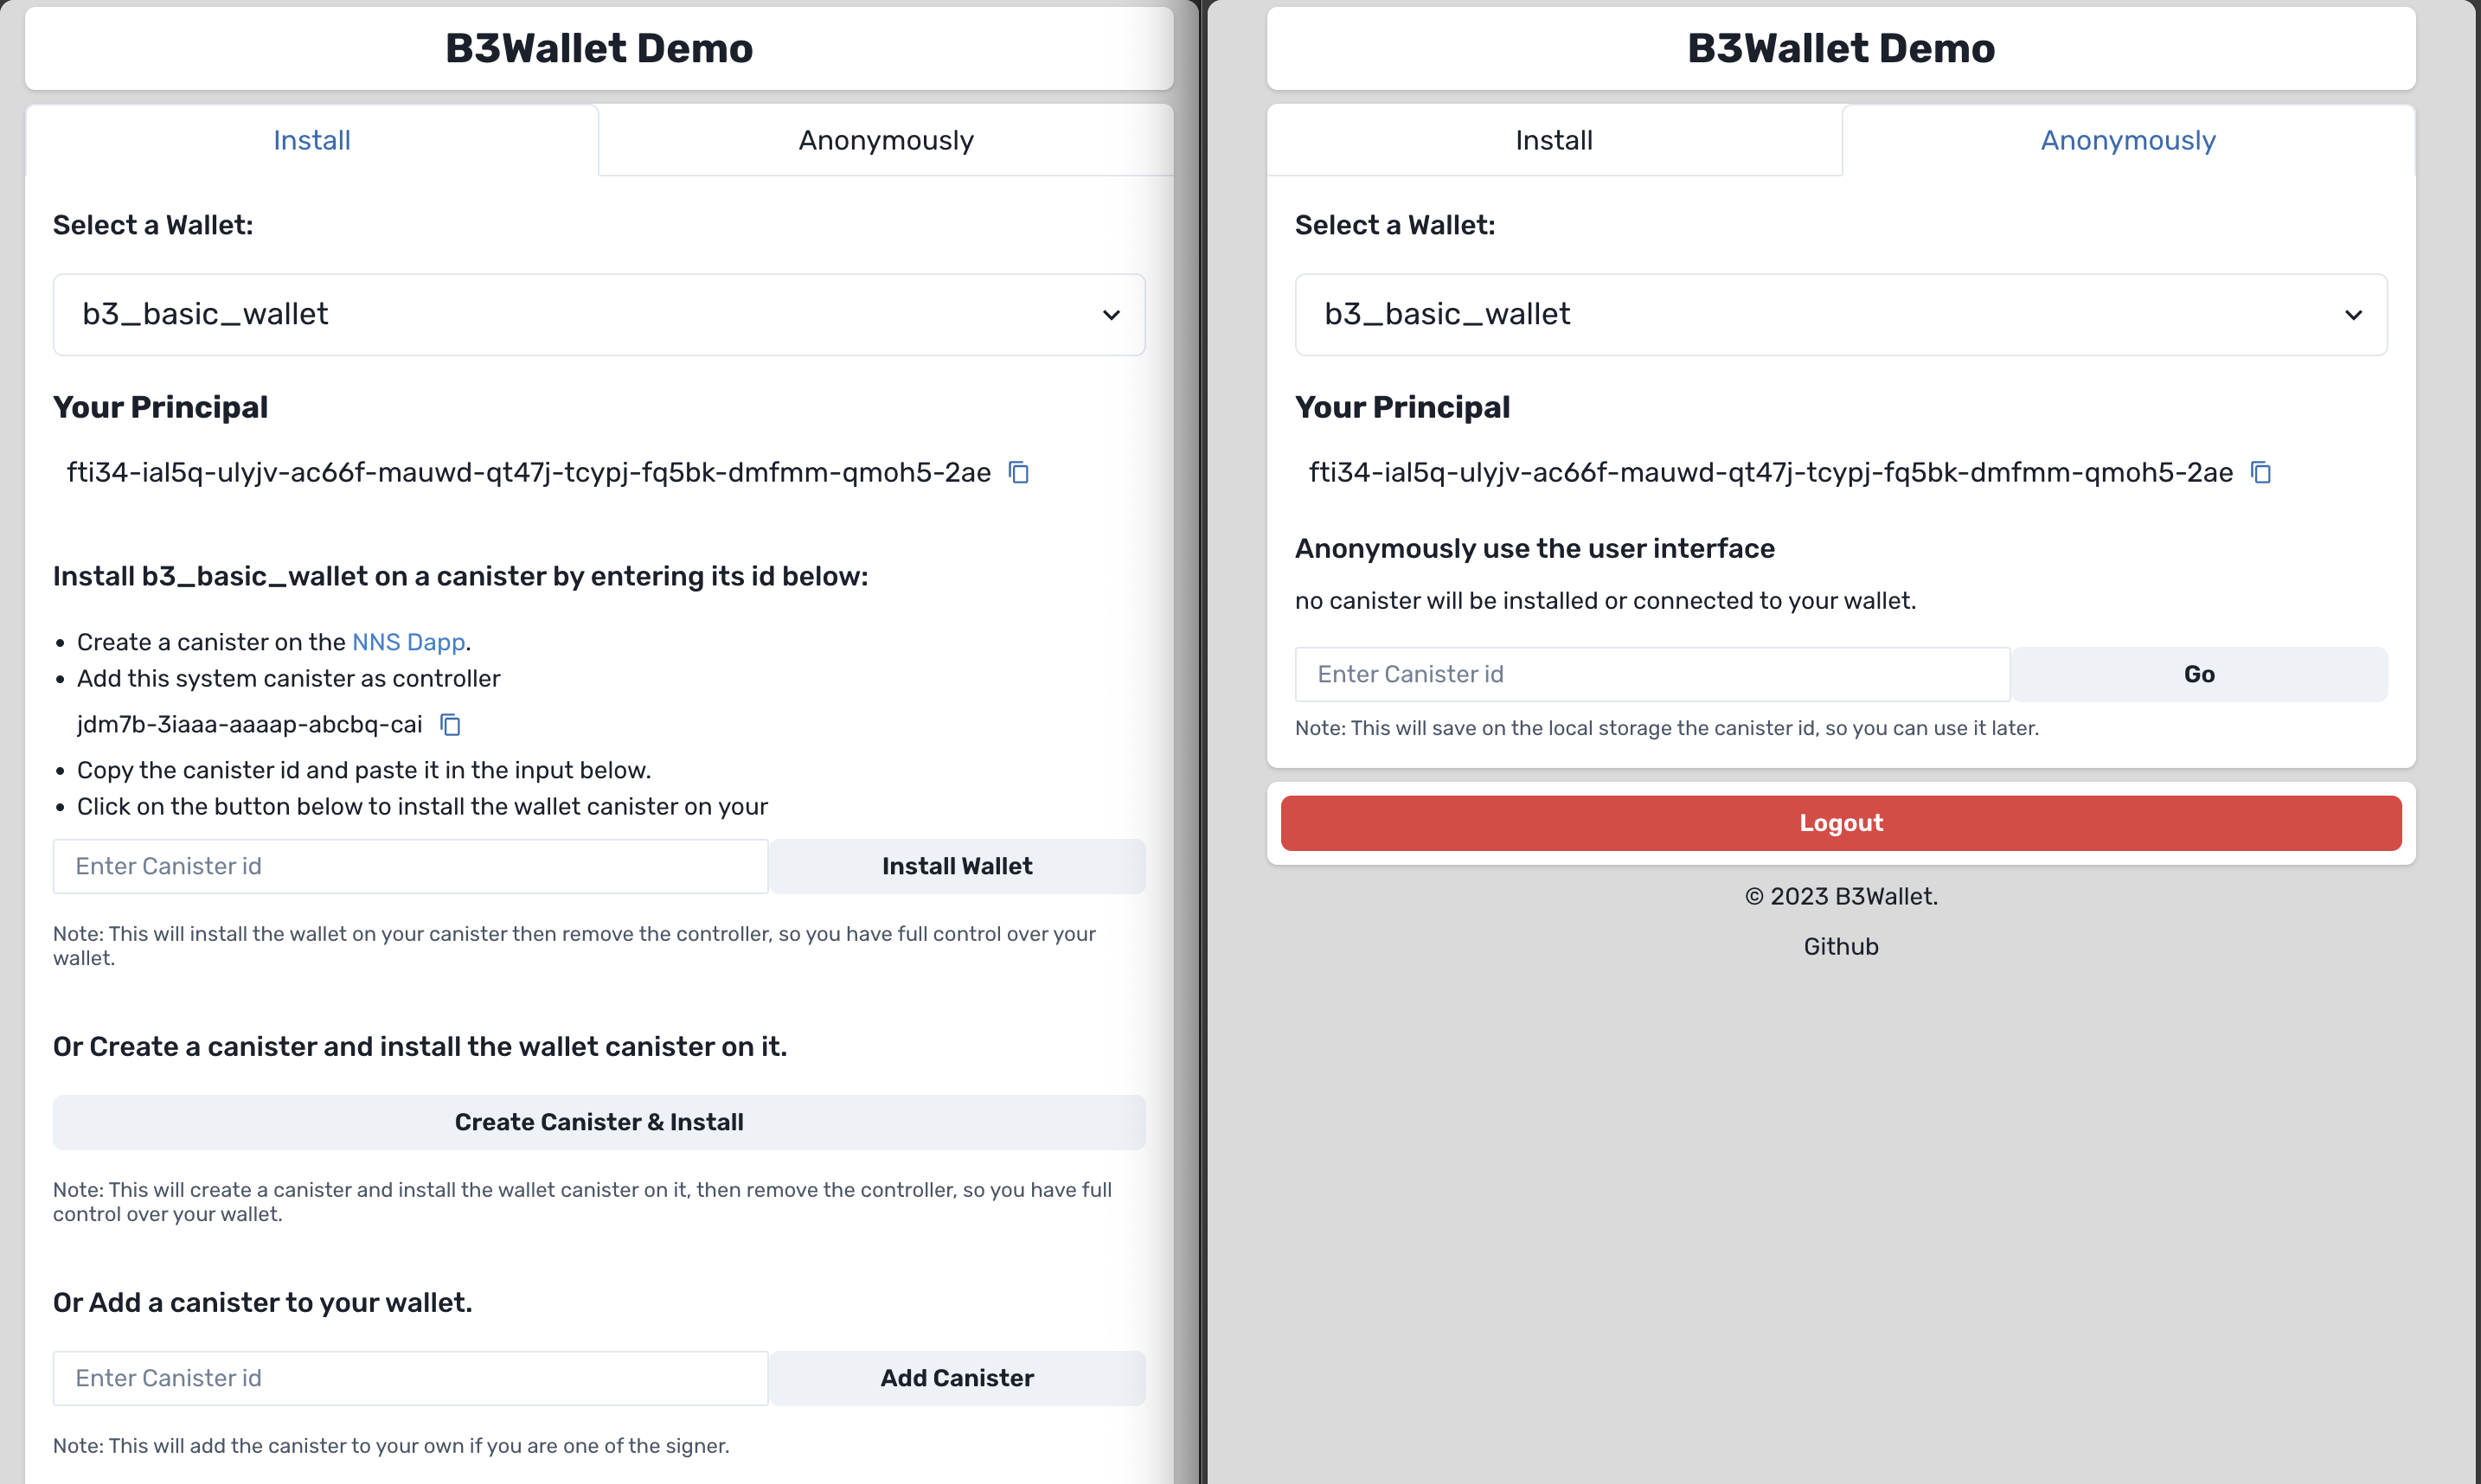 B3Wallet Demo
Install
Anonymously
Select a Wallet:
b3_basic_wallet
Your Principal
fti34-ial5q-ulyjv-ac66f-mauwd-qt47j-tcypj-fq5bk-dmfmm-qmoh5-2ae
Install b3_basic_wallet on a canister by entering its id below:
• Create a canister on the NNS Dapp.
• Add this system canister as controller
jdm7b-3iaaa-aaaap-abcbq-cai
• Copy the canister id and paste it in the input below.
• Click on the button below to install the wallet canister on your
Enter Canister id
Install Wallet
Note: This will install the wallet on your canister then remove the controller, so you have full control over your
wallet.
Or Create a canister and install the wallet canister on it.
Create Canister & Install
Note: This will create a canister and install the wallet canister on it, then remove the controller, so you have full
control over your wallet.
Or Add a canister to your wallet.
Enter Canister id
Add Canister
Note: This will add the canister to your own if you are one of the signer.
B3Wallet Demo
Install
Anonymously
Select a Wallet:
b3_basic_wallet
Your Principal
fti34-ial5q-ulyjv-ac66f-mauwd-qt47j-tcypj-fq5bk-dmfmm-qmoh5-2ae
Anonymously use the user interface
no canister will be installed or connected to your wallet.
Enter Canister id
Go
Note: This will save on the local storage the canister id, so you can use it later.
Logout
© 2023 B3Wallet.
Github